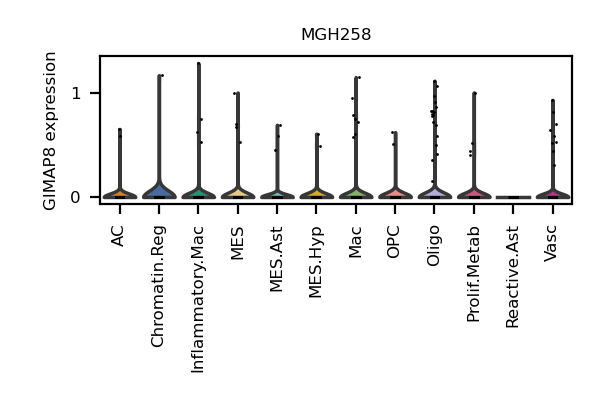 MGH258
GIMAP8 expression
1
0
AC
Chromatin.Reg
Inflammatory.Mac
MES
MES.Ast
MES.Hyp
Mac
OPC
Oligo
Prolif.Metab
Reactive.Ast
Vasc